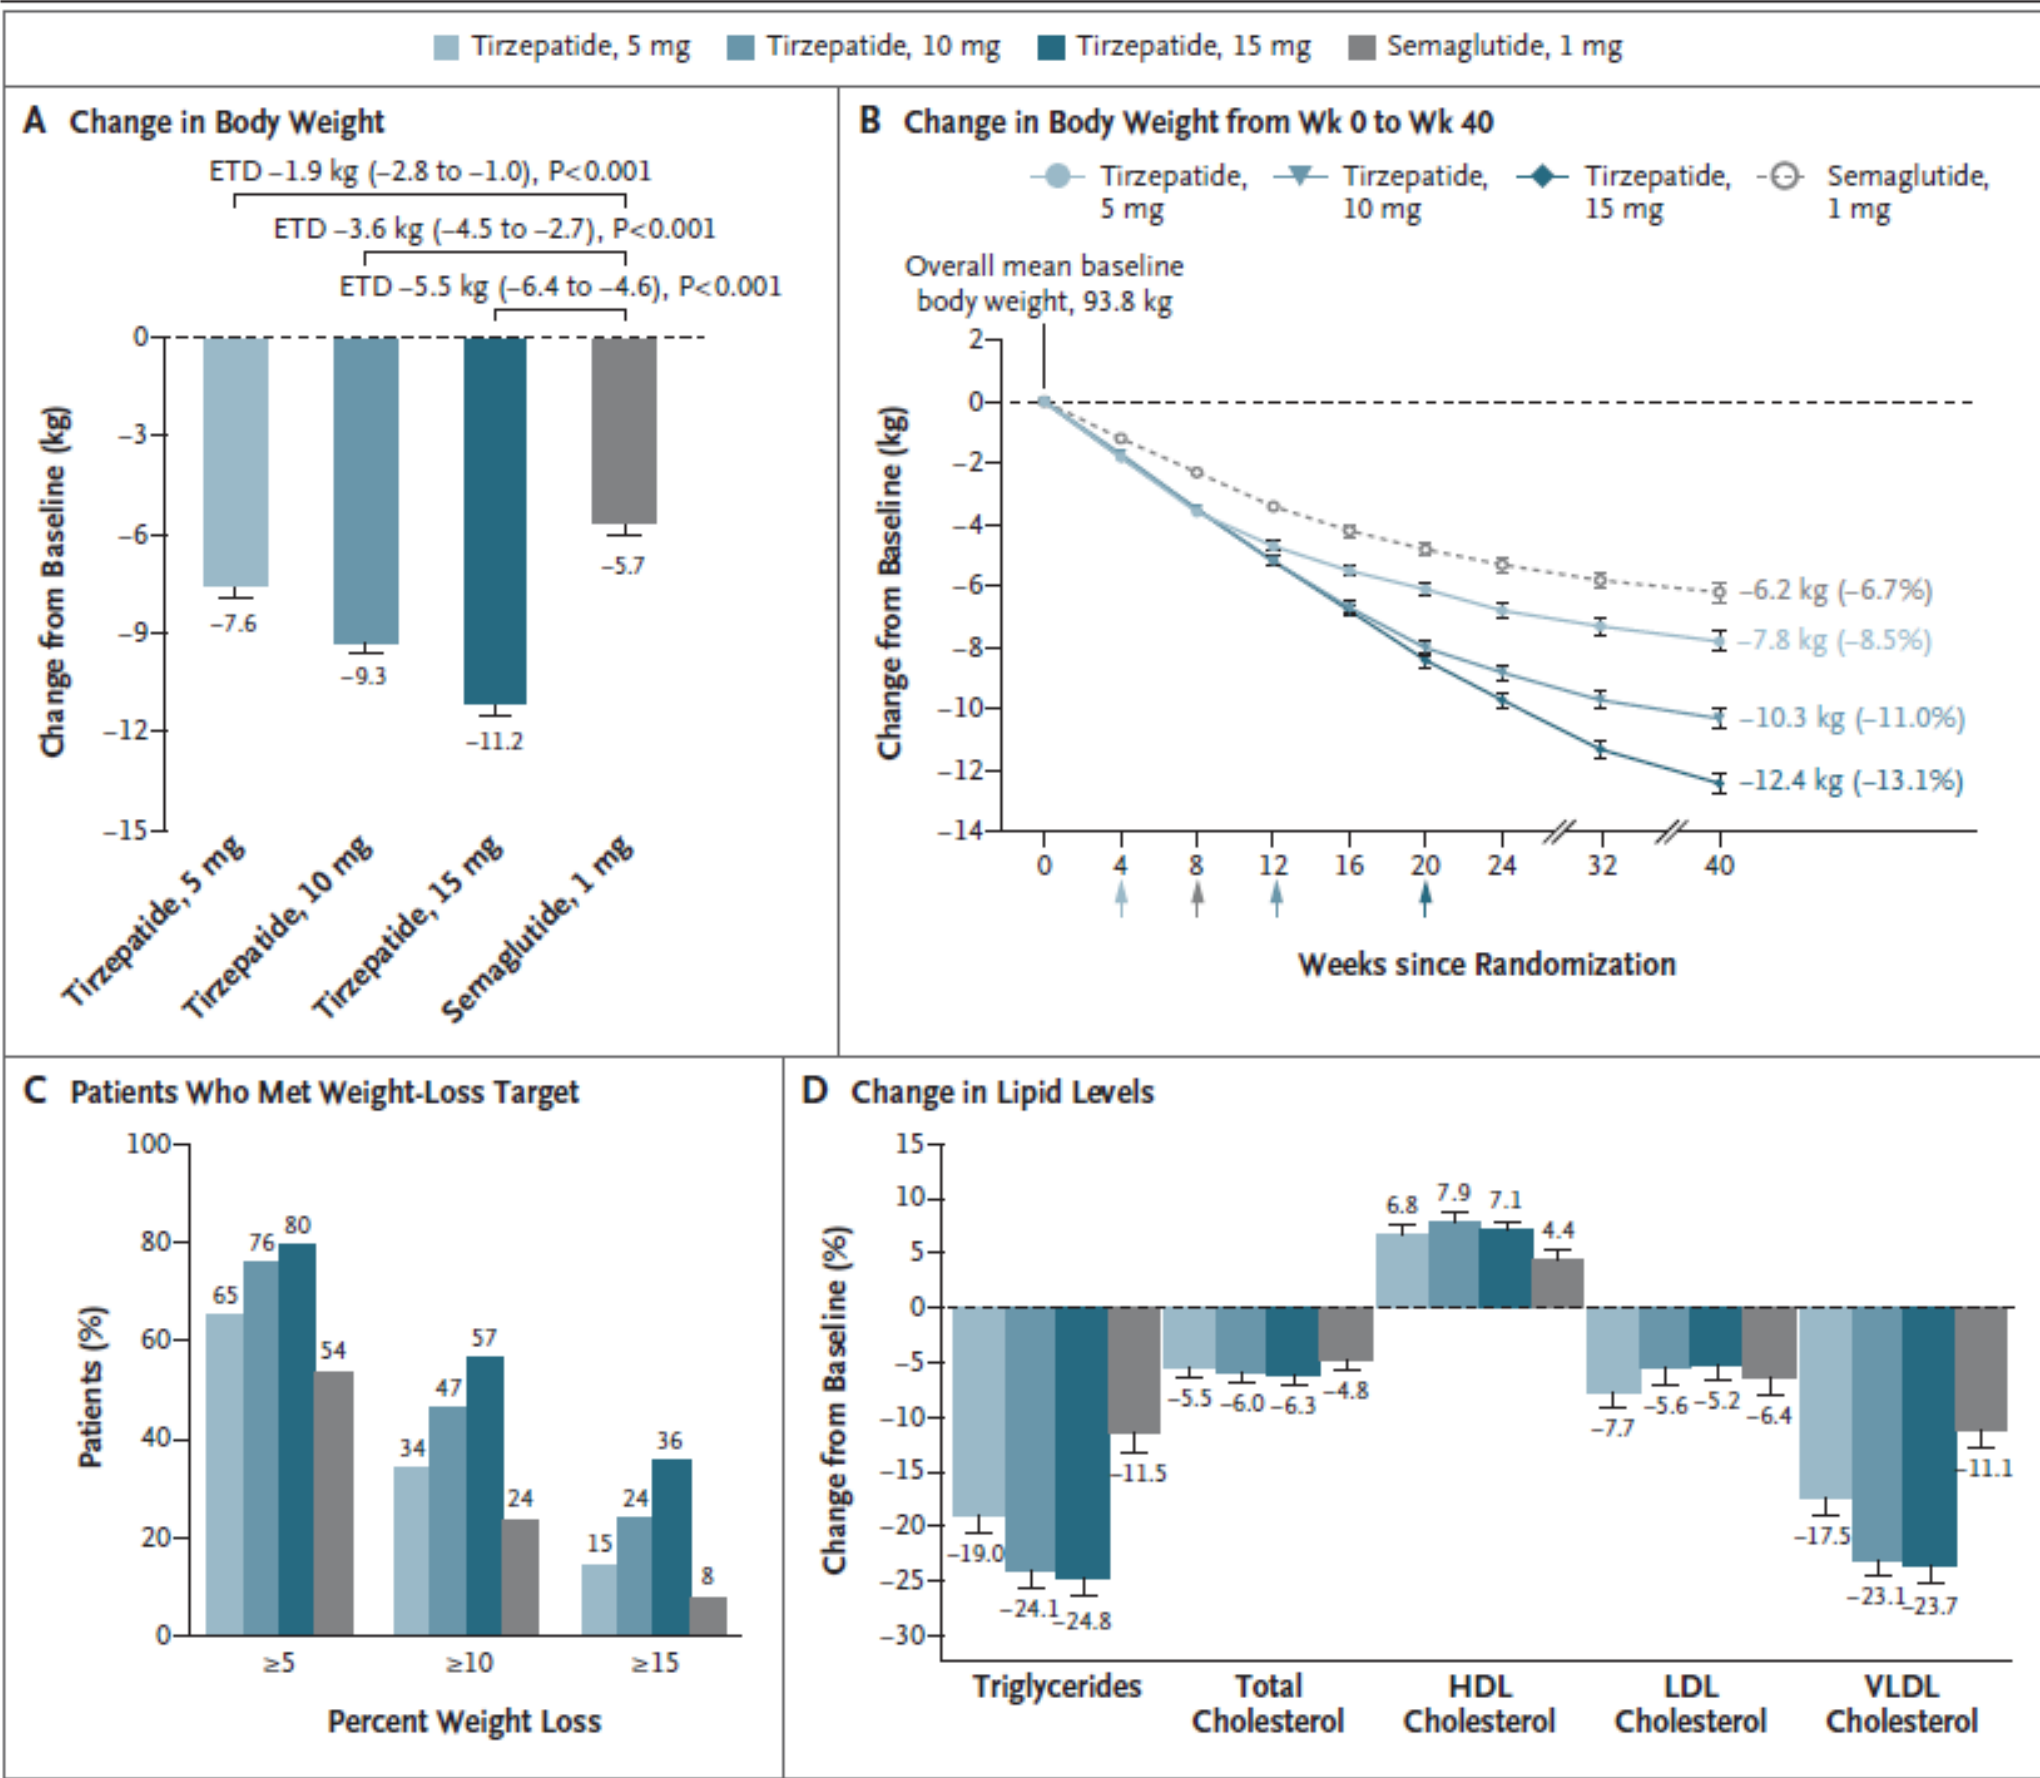 Tirzepatide, 5 mg Tirzepatide, 10 mg Tirzepatide, 15 mg Semaglutide, 1 mg
A Change in Body Weight
ETD –1.9 kg (–2.8 to –1.0), P<0.001
ETD –3.6 kg (–4.5 to –2.7), P<0.001
ETD –5.5 kg (–6.4 to –4.6), P<0.001
Change from Baseline (kg)
0
–3
–6
–9
–12
–15
–7.6
–9.3
–11.2
–5.7
Tirzepatide, 5 mg
Tirzepatide, 10 mg
Tirzepatide, 15 mg
Semaglutide, 1 mg
B Change in Body Weight from Wk 0 to Wk 40
Tirzepatide, 5 mg
Tirzepatide, 10 mg
Tirzepatide, 15 mg
Semaglutide, 1 mg
Overall mean baseline
body weight, 93.8 kg
Change from Baseline (kg)
2
0
–2
–4
–6
–8
–10
–12
–14
–6.2 kg (–6.7%)
–7.8 kg (–8.5%)
–10.3 kg (–11.0%)
–12.4 kg (–13.1%)
0 4 8 12 16 20 24 32 40
Weeks since Randomization
C Patients Who Met Weight-Loss Target
Patients (%)
100
80
60
40
20
0
65 76 80 54
34 47 57 24
15 24 36 8
≥5 ≥10 ≥15
Percent Weight Loss
D Change in Lipid Levels
Change from Baseline (%)
15
10
5
0
–5
–10
–15
–20
–25
–30
–19.0 –24.1 –24.8 –11.5
–5.5 –6.0 –6.3 –4.8
6.8 7.9 7.1 4.4
–7.7 –5.6 –5.2 –6.4
–17.5 –23.1 –23.7 –11.1
Triglycerides
Total
Cholesterol
HDL
Cholesterol
LDL
Cholesterol
VLDL
Cholesterol